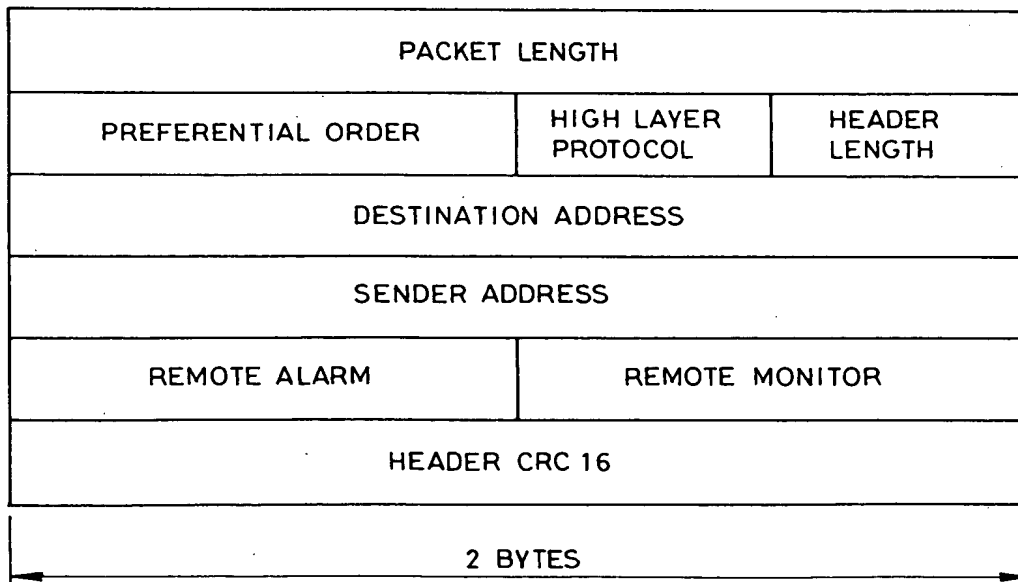 PACKET LENGTH
PREFERENTIAL ORDER
HIGH LAYER
PROTOCOL
HEADER
LENGTH
DESTINATION ADDRESS
SENDER ADDRESS
REMOTE ALARM
REMOTE MONITOR
HEADER CRC 16
2 BYTES